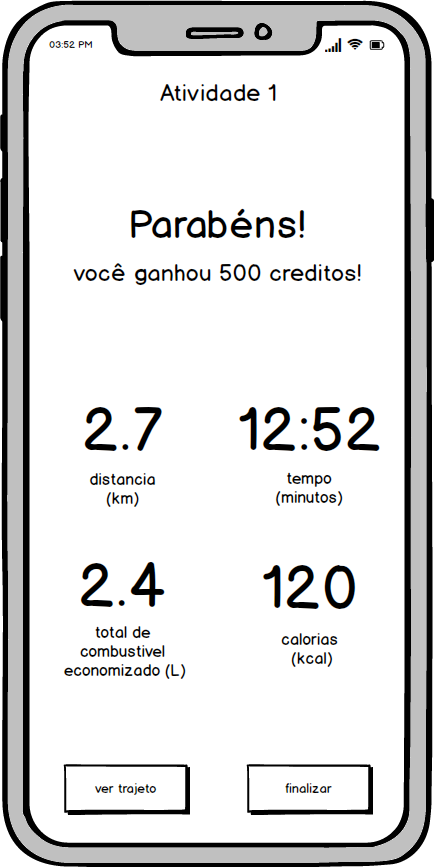 03:52 PM
Atividade 1
Parabéns!
você ganhou 500 creditos!
2.7
12:52
distancia
(km)
tempo
(minutos)
2.4
120
total de
combustivel
economizado (L)
calorias
(kcal)
ver trajeto
finalizar